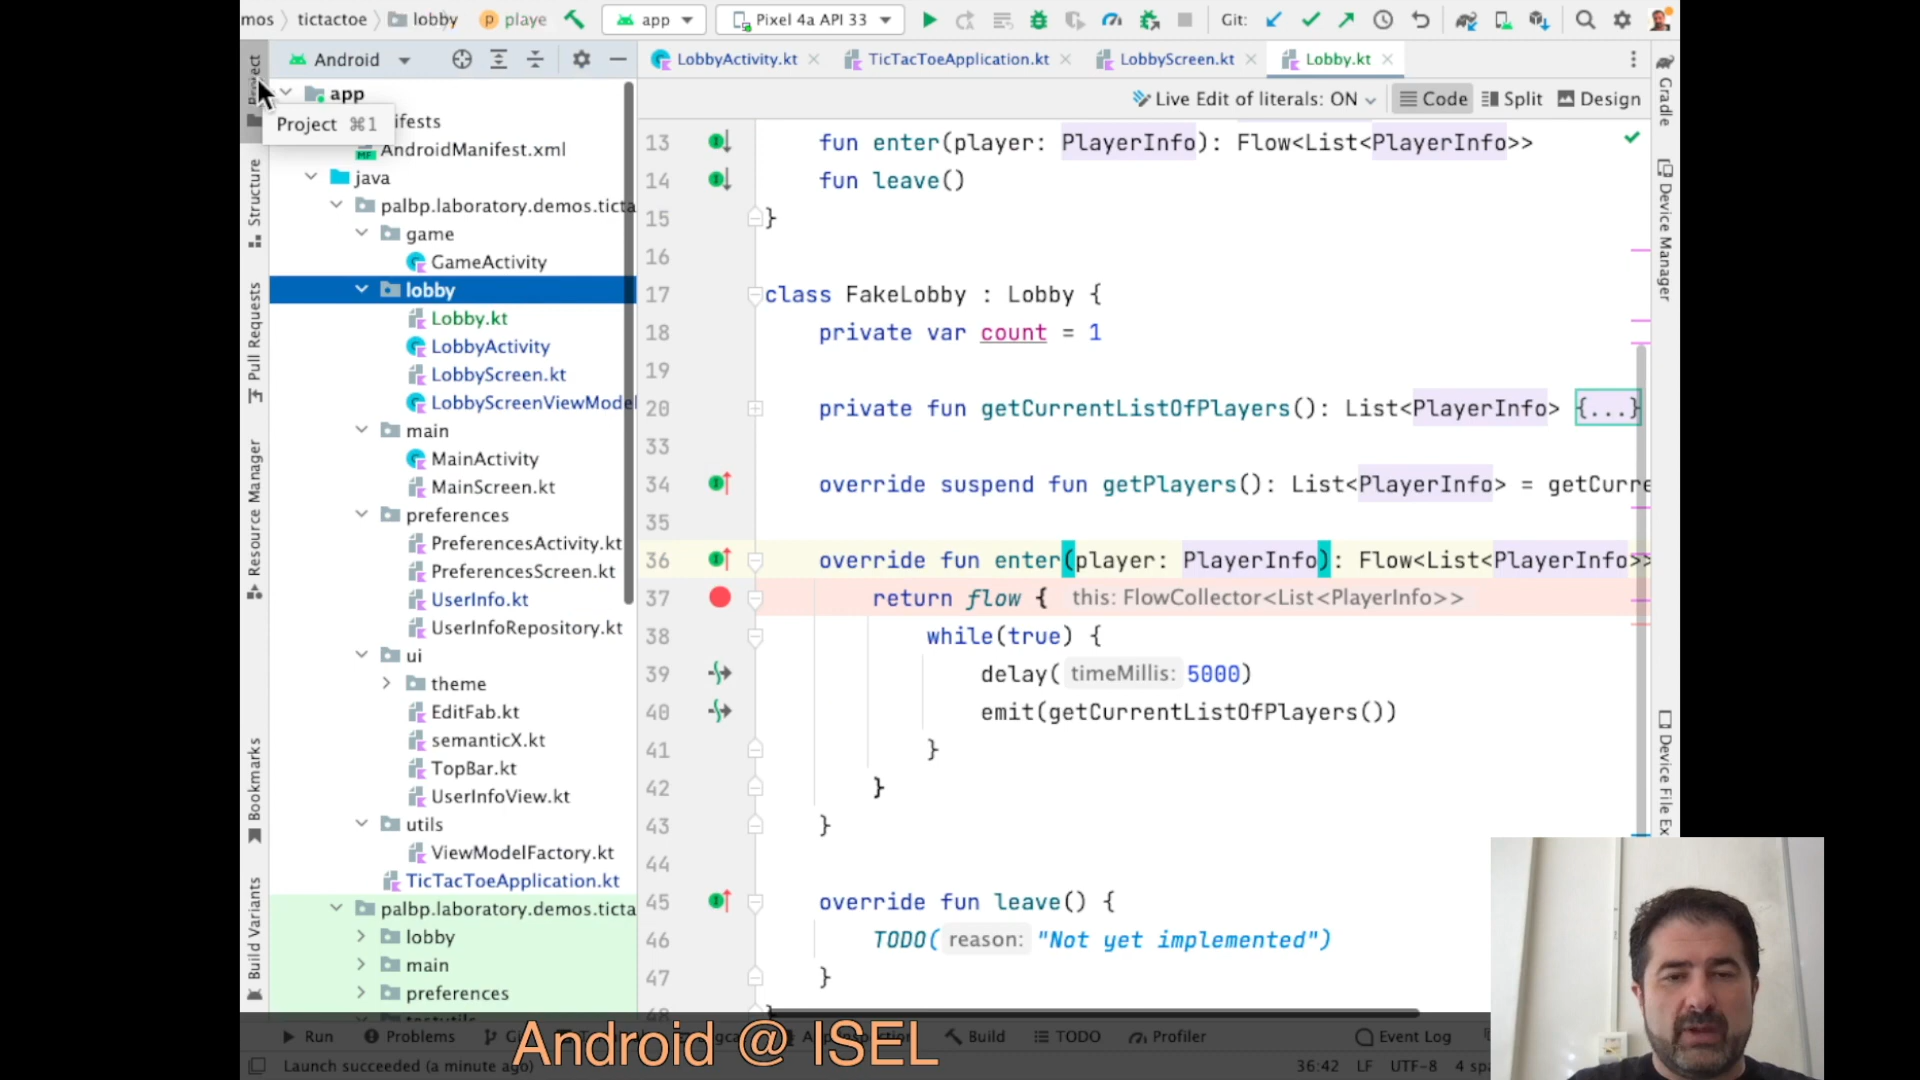 mos tictactoe lobby playe app Pixel 4a API 33 Git:
Project Android LobbyActivity.kt TicTacToeApplication.kt LobbyScreen.kt Lobby.kt
app
Live Edit of literals: ON Code Split Design
Project ⌘1
ifests
AndroidManifest.xml
java
palbp.laboratory.demos.ticta
game
GameActivity
lobby
Lobby.kt
LobbyActivity
LobbyScreen.kt
LobbyScreenViewMode
main
MainActivity
MainScreen.kt
preferences
PreferencesActivity.kt
PreferencesScreen.kt
UserInfo.kt
UserInfoRepository.kt
ui
theme
EditFab.kt
semanticX.kt
TopBar.kt
UserInfoView.kt
utils
ViewModelFactory.kt
TicTacToeApplication.kt
palbp.laboratory.demos.ticta
lobby
main
preferences
Structure
Pull Requests
Resource Manager
Bookmarks
Build Variants
13 fun enter(player: PlayerInfo): Flow<List<PlayerInfo>>
14 fun leave()
15 }
16
17 class FakeLobby : Lobby {
18 private var count = 1
19
20 private fun getCurrentListOfPlayers(): List<PlayerInfo> {...}
33
34 override suspend fun getPlayers(): List<PlayerInfo> = getCurre
35
36 override fun enter(player: PlayerInfo): Flow<List<PlayerInfo>>
37 return flow { this: FlowCollector<List<PlayerInfo>>
38 while(true) {
39 delay( timeMillis: 5000)
40 emit(getCurrentListOfPlayers())
41 }
42 }
43 }
44
45 override fun leave() {
46 TODO( reason: "Not yet implemented")
47 }
Gradle
Device Manager
Device File Ex
Run Problems Build TODO Profiler Event Log
Android @ ISEL
Launch succeeded (a minute ago) 36:42 LF UTF-8 4 spa